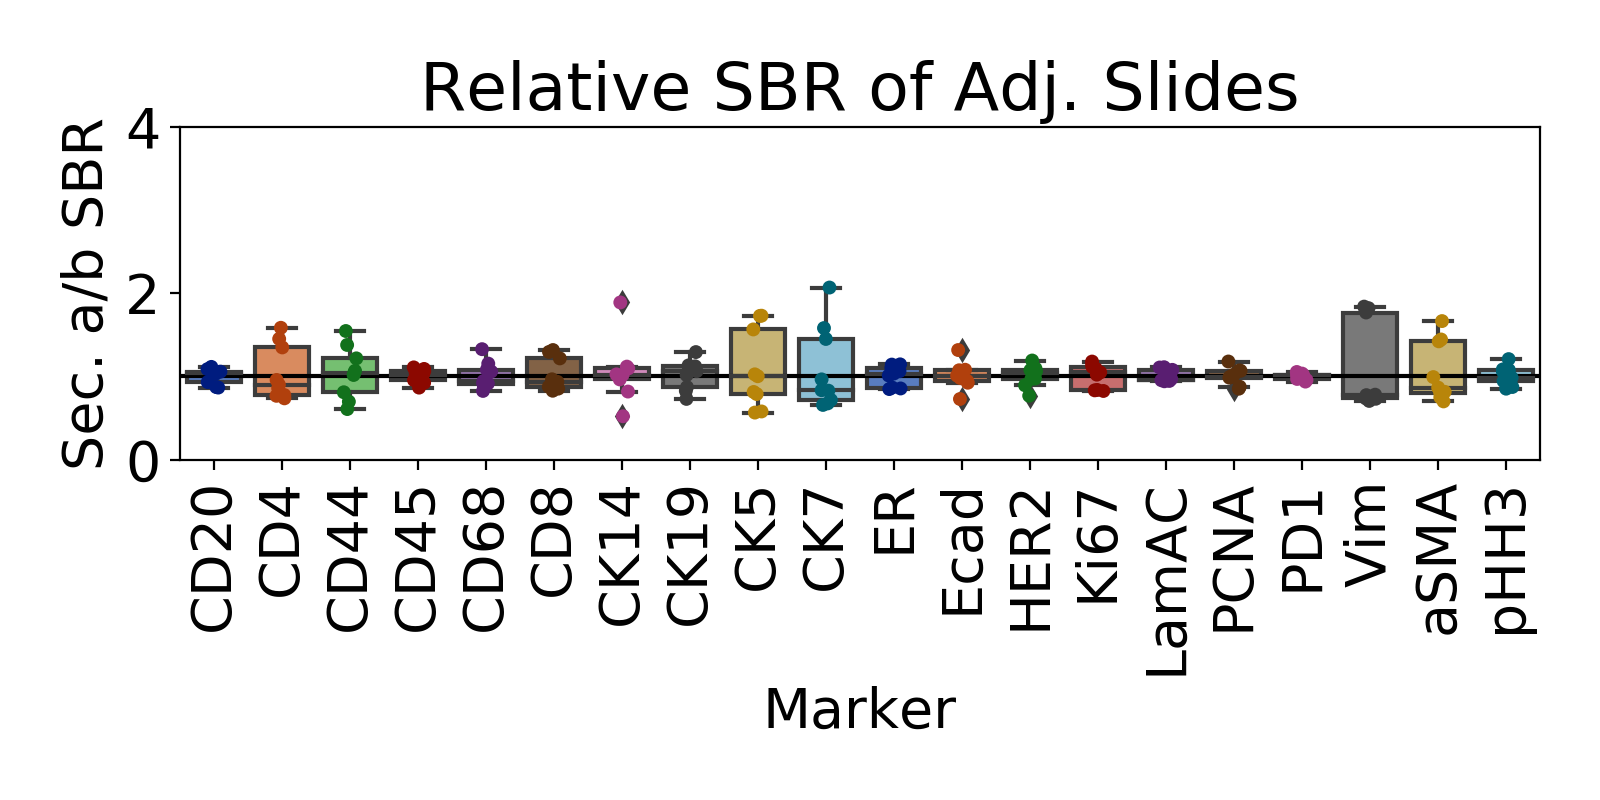 Relative SBR of Adj. Slides
Sec. a/b SBR
4
2
0
CD20
CD4
CD44
CD45
CD68
CD8
CK14
CK19
CK5
CK7
ER
Ecad
HER2
Ki67
LamAC
PCNA
PD1
Vim
aSMA
pHH3
Marker